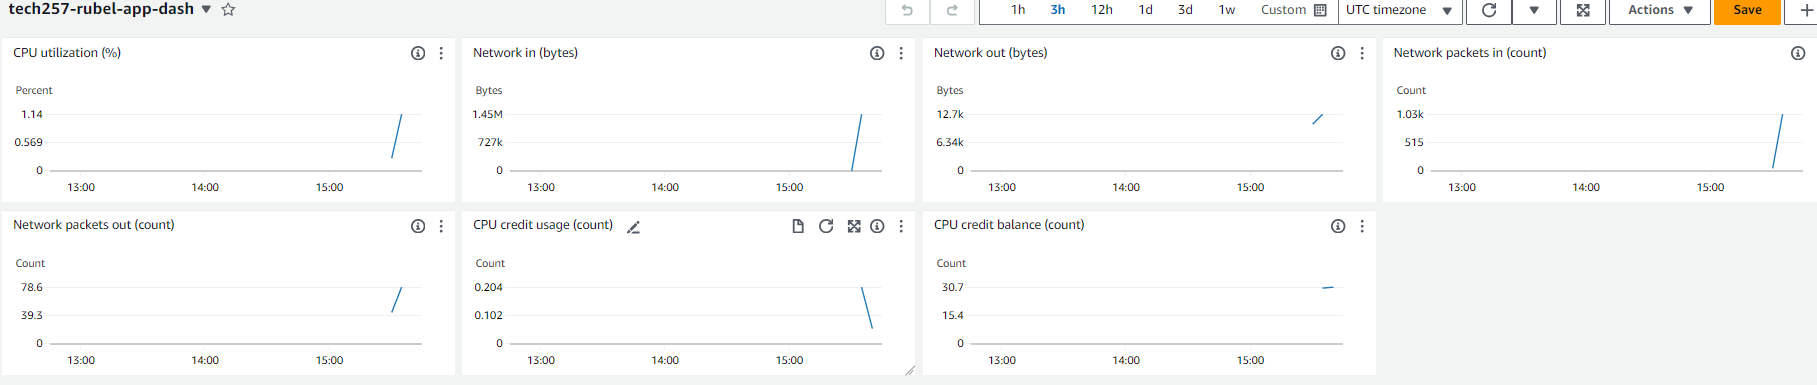 tech257-rubel-app-dash
1h 3h 12h 1d 3d 1w Custom UTC timezone Actions Save
CPU utilization (%)
Percent
1.14
0.569
0
13:00 14:00 15:00
Network in (bytes)
Bytes
1.45M
727k
0
13:00 14:00 15:00
Network out (bytes)
Bytes
12.7k
6.34k
0
13:00 14:00 15:00
Network packets in (count)
Count
1.03k
515
0
13:00 14:00 15:00
Network packets out (count)
Count
78.6
39.3
0
13:00 14:00 15:00
CPU credit usage (count)
Count
0.204
0.102
0
13:00 14:00 15:00
CPU credit balance (count)
Count
30.7
15.4
0
13:00 14:00 15:00